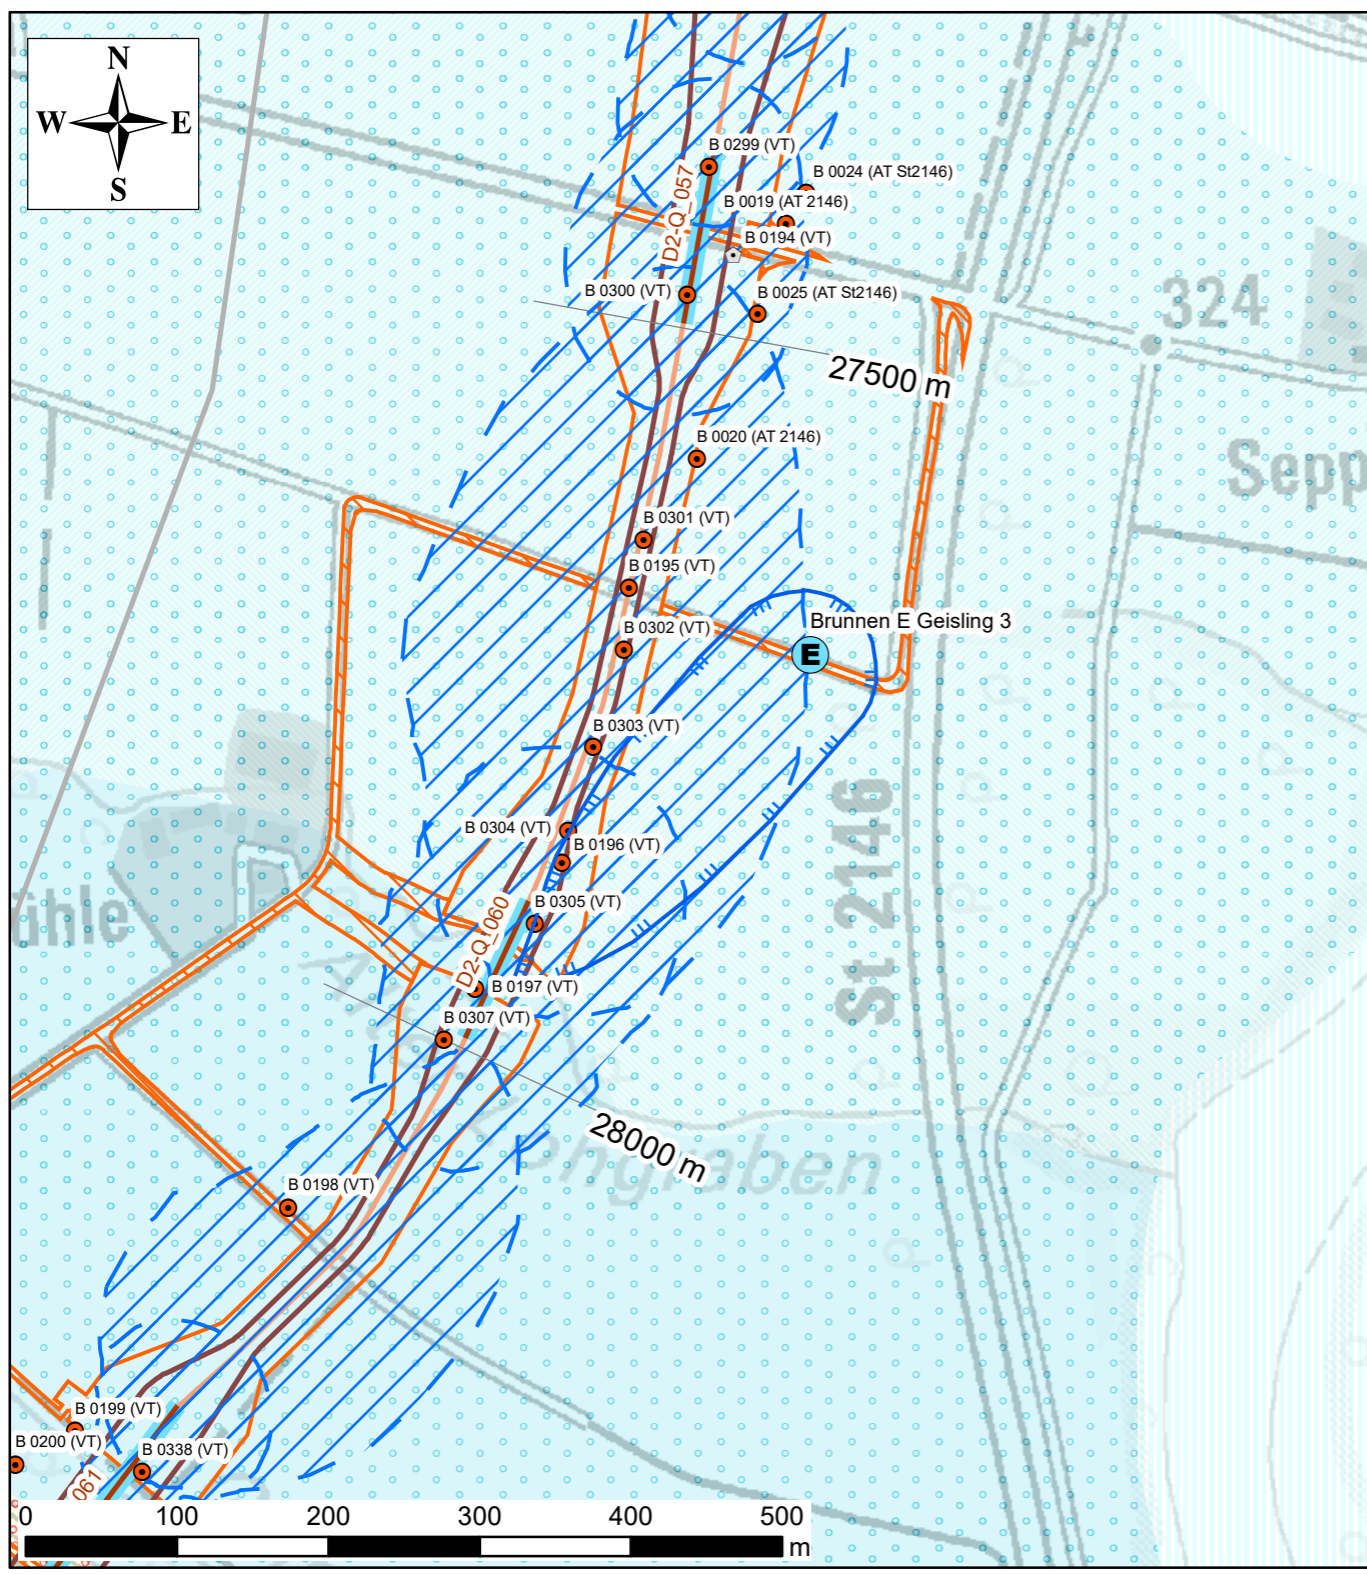 N
W E
S
B 0299 (VT)
B 0024 (AT St2146)
D2-Q_057
B 0019 (AT 2146)
B 0194 (VT)
B 0300 (VT)
B 0025 (AT St2146)
324
27500 m
B 0020 (AT 2146)
Sepp
B 0301 (VT)
B 0195 (VT)
B 0302 (VT)
Brunnen E Geisling 3
E
B 0303 (VT)
St 2146
B 0304 (VT)
B 0196 (VT)
ühle
D2-Q_060
B 0305 (VT)
B 0197 (VT)
B 0307 (VT)
28000 m
B 0198 (VT)
B 0199 (VT)
B 0200 (VT)
B 0338 (VT)
061
0 100 200 300 400 500
m